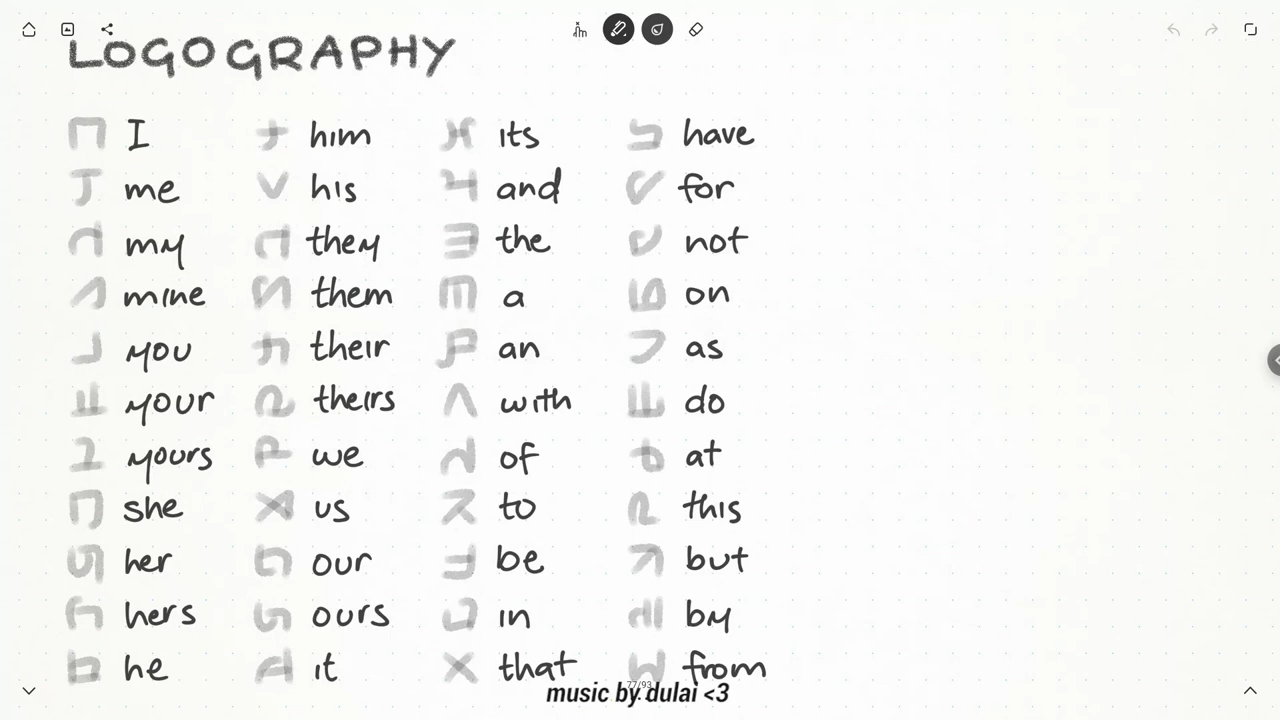 LOGOGRAPHY
I him its have
me his and for
my they the not
mine them a on
you their an as
your theirs with do
yours we of at
she us to this
her our be but
hers ours in by
he it that from
77/93
music by dulai <3